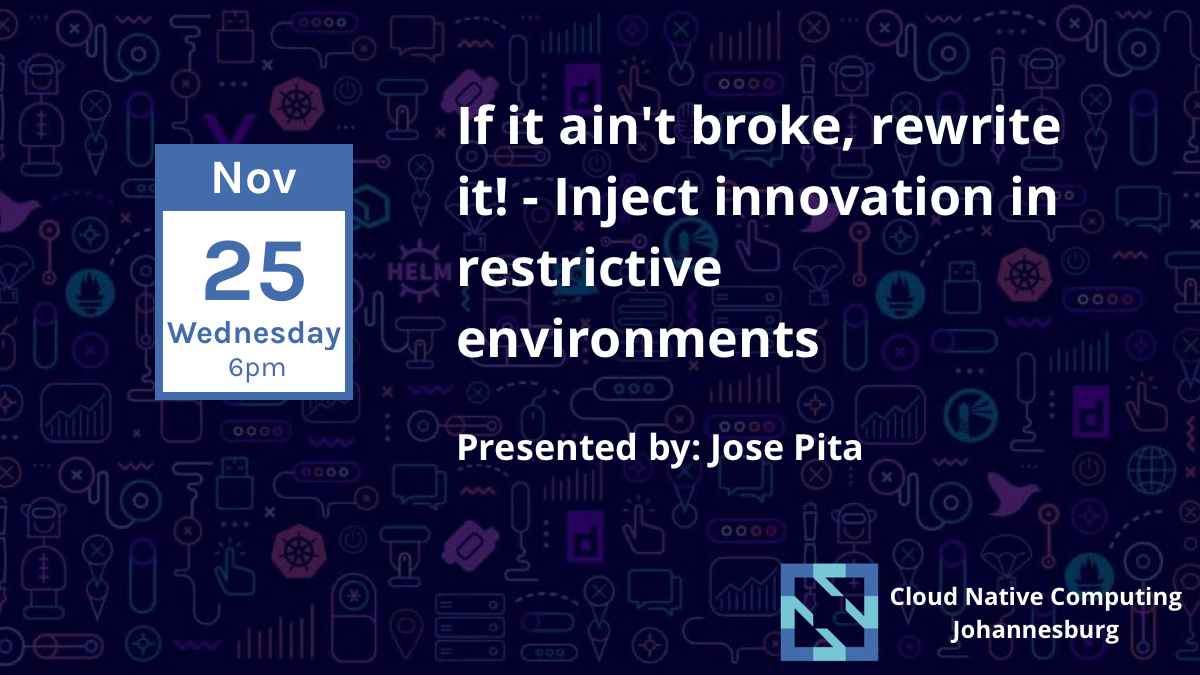 Nov
25
Wednesday
6pm
If it ain't broke, rewrite
it! - Inject innovation in
restrictive
environments
Presented by: Jose Pita
HELM
Cloud Native Computing
Johannesburg